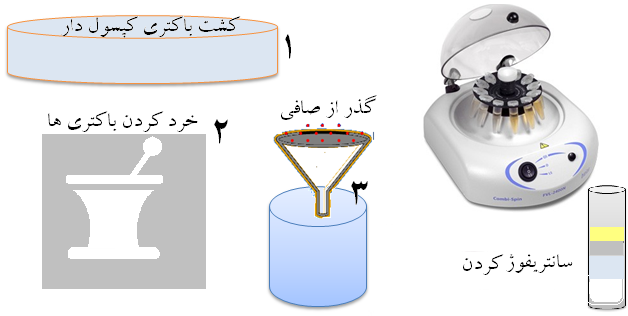 کشت باکتری کپسول دار
۱
خرد کردن باکتری ها
۲
گذر از صافی
۳
سانتریفوژ کردن